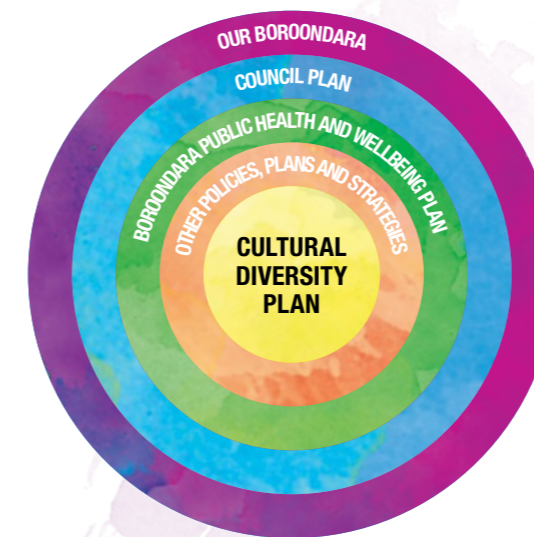 OUR BOROONDARA
COUNCIL PLAN
BOROONDARA PUBLIC HEALTH AND WELLBEING PLAN
OTHER POLICIES, PLANS AND STRATEGIES
CULTURAL
DIVERSITY
PLAN